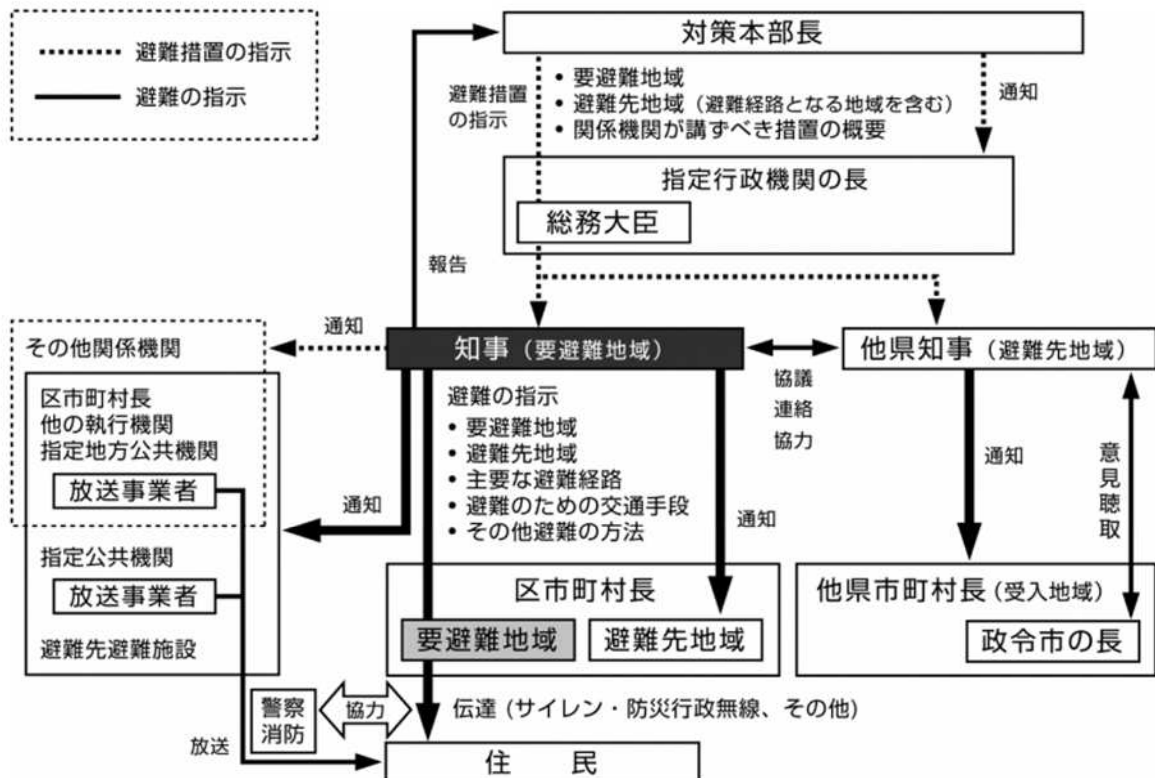 避難措置の指示
避難の指示
対策本部長
避難措置
の指示
• 要避難地域
• 避難先地域（避難経路となる地域を含む）
• 関係機関が講ずべき措置の概要
通知
指定行政機関の長
総務大臣
報告
通知
知事（要避難地域）
他県知事（避難先地域）
協議
連絡
協力
その他関係機関
区市町村長
他の執行機関
指定地方公共機関
放送事業者
指定公共機関
放送事業者
避難先避難施設
通知
避難の指示
• 要避難地域
• 避難先地域
• 主要な避難経路
• 避難のための交通手段
• その他避難の方法
通知
通知
意見聴取
区市町村長
要避難地域
避難先地域
他県市町村長（受入地域）
政令市の長
警察
消防
協力
伝達（サイレン・防災行政無線、その他）
放送
住　民